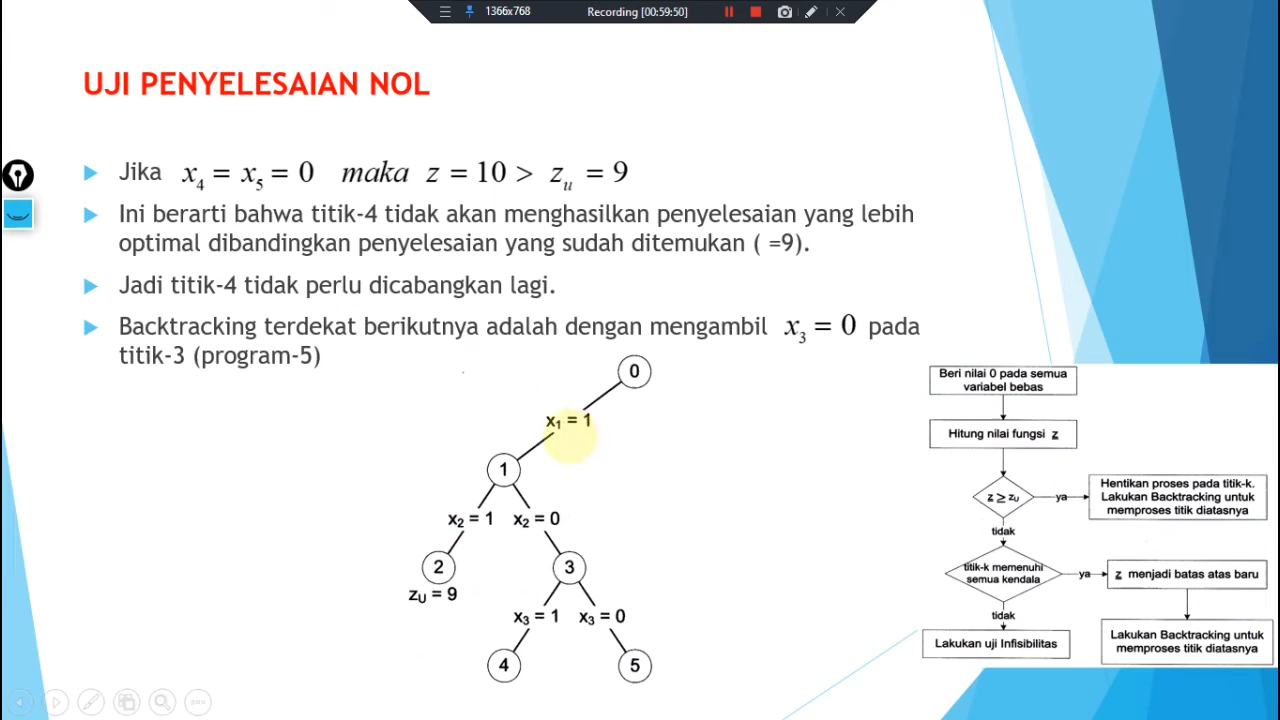 1366x768
Recording [00:59:50]
UJI PENYELESAIAN NOL
Jika x₄ = x₅ = 0 maka z = 10 > zᵤ = 9
Ini berarti bahwa titik-4 tidak akan menghasilkan penyelesaian yang lebih
optimal dibandingkan penyelesaian yang sudah ditemukan ( =9).
Jadi titik-4 tidak perlu dicabangkan lagi.
Backtracking terdekat berikutnya adalah dengan mengambil x₃ = 0 pada
titik-3 (program-5)
0
x₁ = 1
1
x₂ = 1 x₂ = 0
2 3
zU = 9
x₃ = 1 x₃ = 0
4 5
Beri nilai 0 pada semua
variabel bebas
Hitung nilai fungsi z
z ≥ zU
ya
Hentikan proses pada titik-k.
Lakukan Backtracking untuk
memproses titik diatasnya
tidak
titik-k memenuhi
semua kendala
ya
z menjadi batas atas baru
tidak
Lakukan uji Infisibilitas
Lakukan Backtracking untuk
memproses titik diatasnya